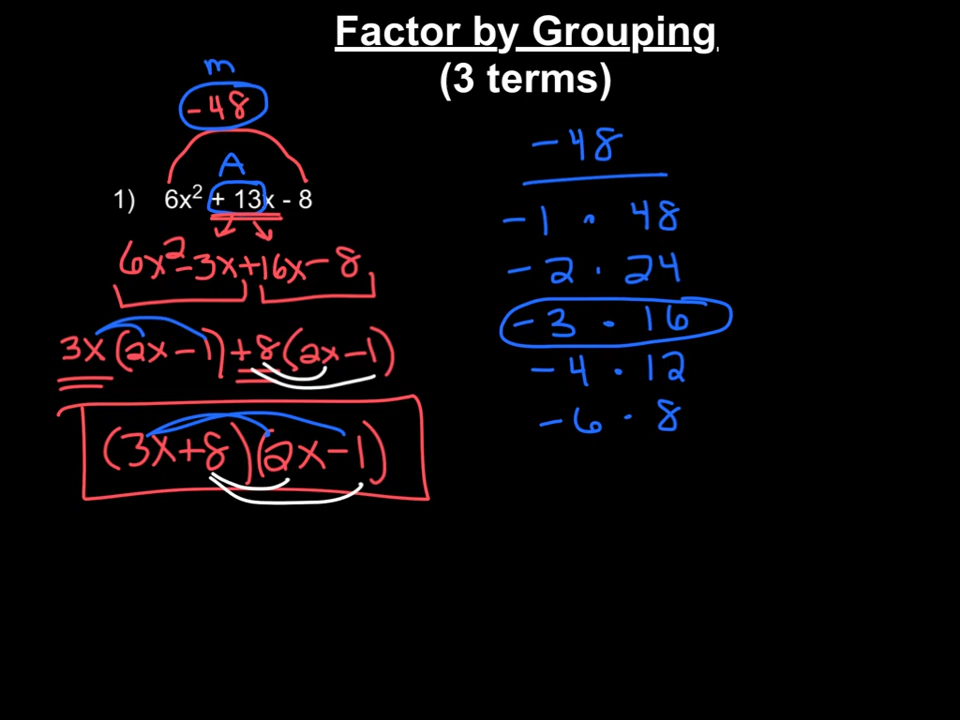 Factor by Grouping
(3 terms)
m
-48
A
1) 6x² + 13x - 8
6x²-3x+16x-8
3x(2x-1)+8(2x-1)
(3x+8)(2x-1)
-48
-1 · 48
-2 · 24
-3 · 16
-4 · 12
-6 · 8